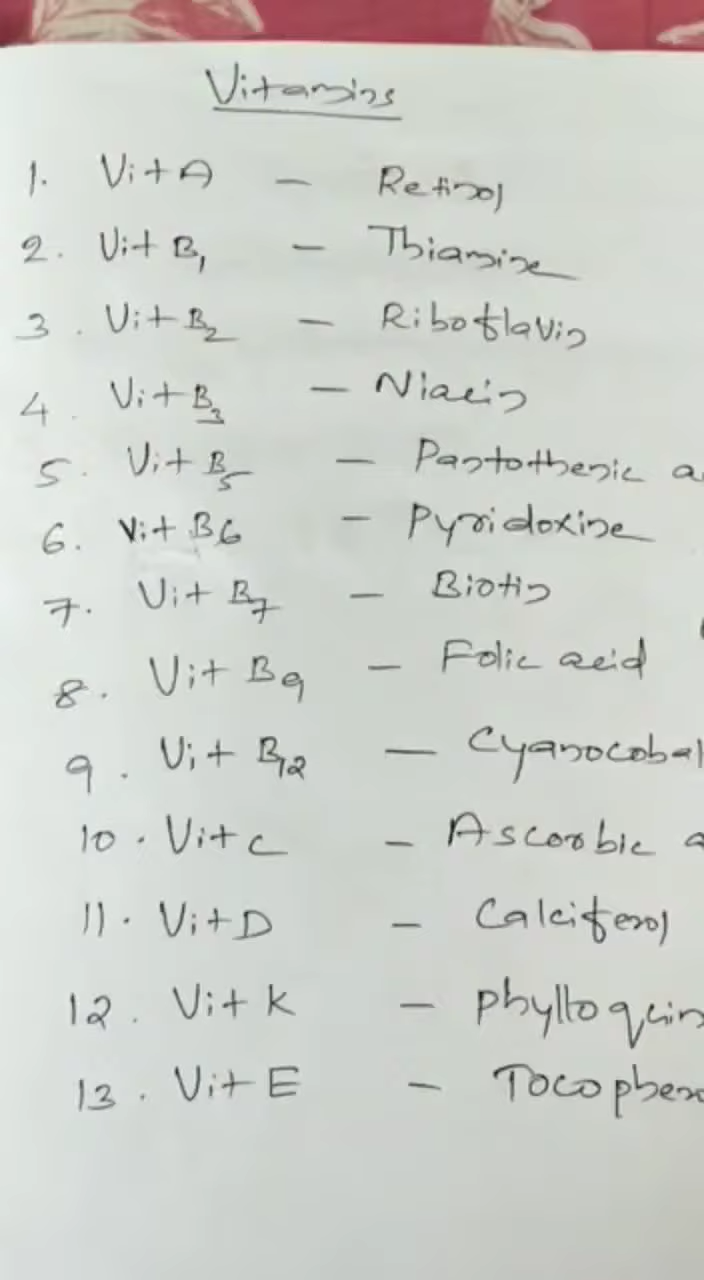 Vitamins
1. Vit A - Retinol
2. Vit B1 - Thiamine
3. Vit B2 - Riboflavin
4. Vit B3 - Niacin
5. Vit B5 - Pantothenic a
6. Vit B6 - Pyridoxine
7. Vit B7 - Biotin
8. Vit B9 - Folic acid
9. Vit B12 - Cyanocobal
10. Vit C - Ascorbic a
11. Vit D - Calciferol
12. Vit K - Phylloquin
13. Vit E - Tocophero